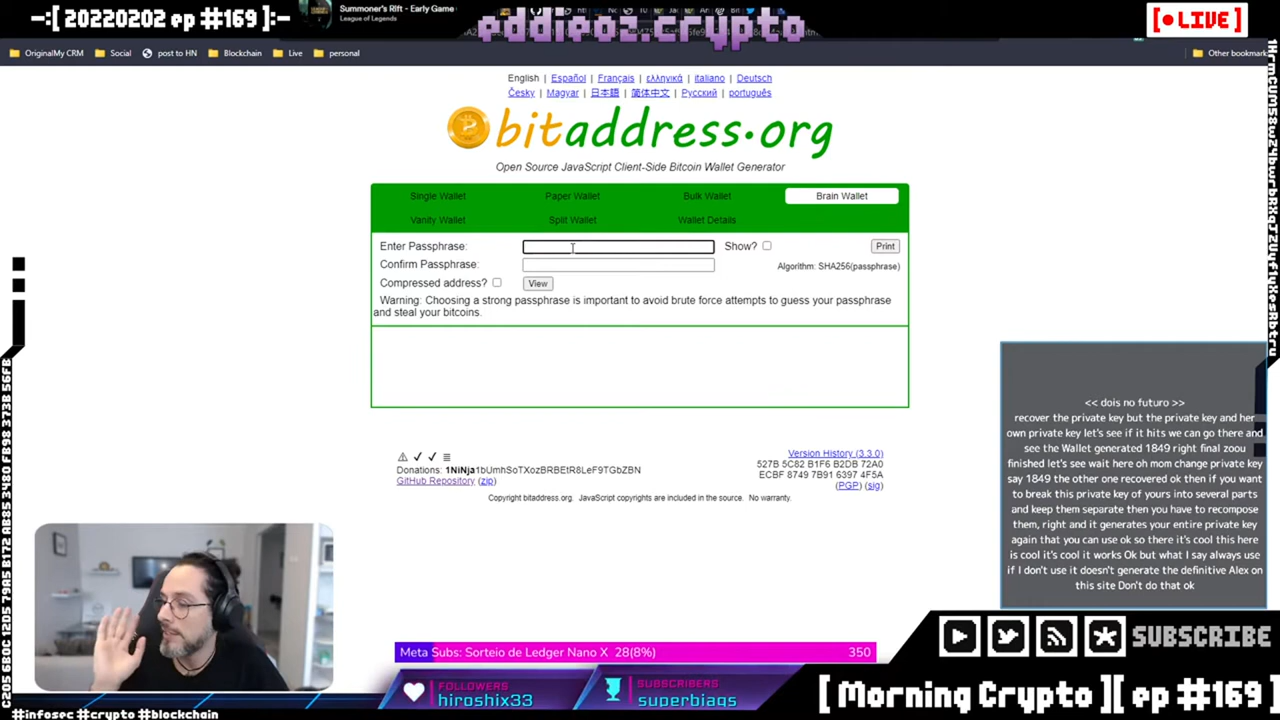 -:[ 20220202 ep #169 ]:-
Summoner's Rift - Early Game
League of Legends
eddieoz.crypto
[● LIVE ]
OriginalMy CRM
Social
post to HN
Blockchain
Live
personal
Other bookmark
English | Español | Français | ελληνικά | italiano | Deutsch
Česky | Magyar | 日本語 | 简体中文 | Русский | português
bitaddress.org
Open Source JavaScript Client-Side Bitcoin Wallet Generator
Single Wallet
Paper Wallet
Bulk Wallet
Brain Wallet
Vanity Wallet
Split Wallet
Wallet Details
Enter Passphrase:
Show?
Print
Confirm Passphrase:
Algorithm: SHA256(passphrase)
Compressed address?
View
Warning: Choosing a strong passphrase is important to avoid brute force attempts to guess your passphrase
and steal your bitcoins.
Donations: 1NiNja1bUmhSoTXozBRBEtR8LeF9TGbZBN
GitHub Repository (zip)
Version History (3.3.0)
527B 5C82 B1F6 B2DB 72A0
ECBF 8749 7B91 6397 4F5A
(PGP) (sig)
Copyright bitaddress.org. JavaScript copyrights are included in the source. No warranty.
<< dois no futuro >>
recover the private key but the private key and her
own private key let's see if it hits we can go there and
see the Wallet generated 1849 right final zoou
finished let's see wait here oh mom change private key
say 1849 the other one recovered ok then if you want
to break this private key of yours into several parts
and keep them separate then you have to recompose
them, right and it generates your entire private key
again that you can use ok so there it's cool this here
is cool it's cool it works Ok but what I say always use
if I don't use it doesn't generate the definitive Alex on
this site Don't do that ok
SUBSCRIBE
Meta Subs: Sorteio de Ledger Nano X 28(8%)
350
FOLLOWERS
hiroshix33
SUBSCRIBERS
superbiaqs
[ Morning Crypto ][ ep #169 ]
#infosec #crypto #blockchain